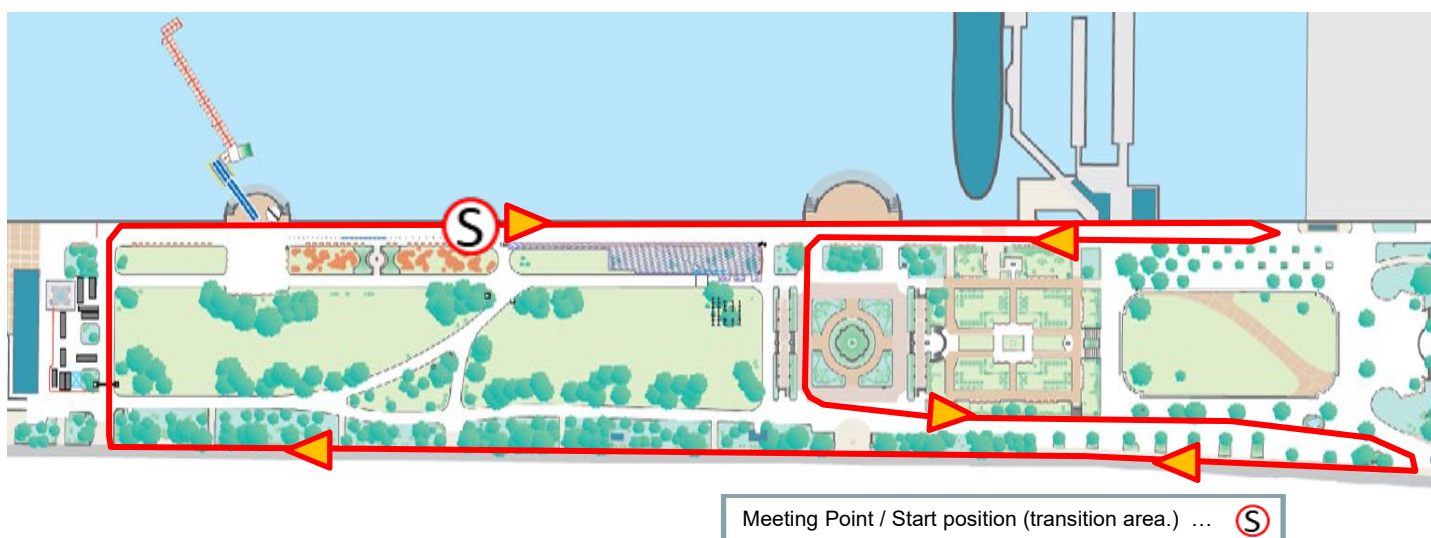 S
Meeting Point / Start position (transition area.) … S